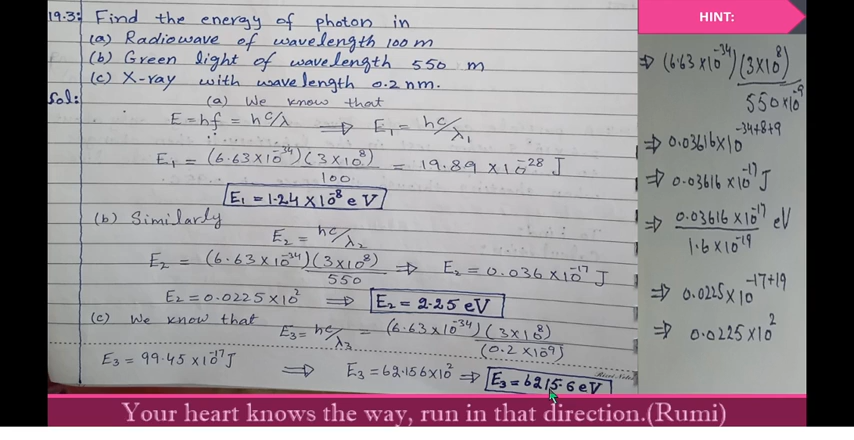 19.3: Find the energy of photon in
(a) Radiowave of wavelength 100 m
(b) Green light of wavelength 550 m
(c) X-ray with wavelength 0.2 nm.
Sol: (a) We know that
E = hf = hc/λ ⇒ E₁ = hc/λ₁
E₁ = (6.63×10⁻³⁴)(3×10⁸)/100 = 19.89 × 10⁻²⁸ J
E₁ = 1.24 × 10⁻⁸ eV
(b) Similarly
E₂ = hc/λ₂
E₂ = (6.63×10⁻³⁴)(3×10⁸)/550 ⇒ E₂ = 0.036×10⁻¹⁷ J
E₂ = 0.0225×10² ⇒ E₂ = 2.25 eV
(c) We know that E₃ = hc/λ₃ = (6.63×10⁻³⁴)(3×10⁸)/(0.2×10⁻⁹)
E₃ = 99.45×10⁻¹⁷ J ⇒ E₃ = 62.156×10² ⇒ E₃ = 6215.6 eV
HINT:
⇒ (6.63×10⁻³⁴)(3×10⁸)/550×10⁻⁹
⇒ 0.03616×10⁻³⁴⁺⁸⁺⁹
⇒ 0.03616×10⁻¹⁷ J
⇒ 0.03616×10⁻¹⁷/1.6×10⁻¹⁹ eV
⇒ 0.0225×10⁻¹⁷⁺¹⁹
⇒ 0.0225×10²
Your heart knows the way, run in that direction.(Rumi)